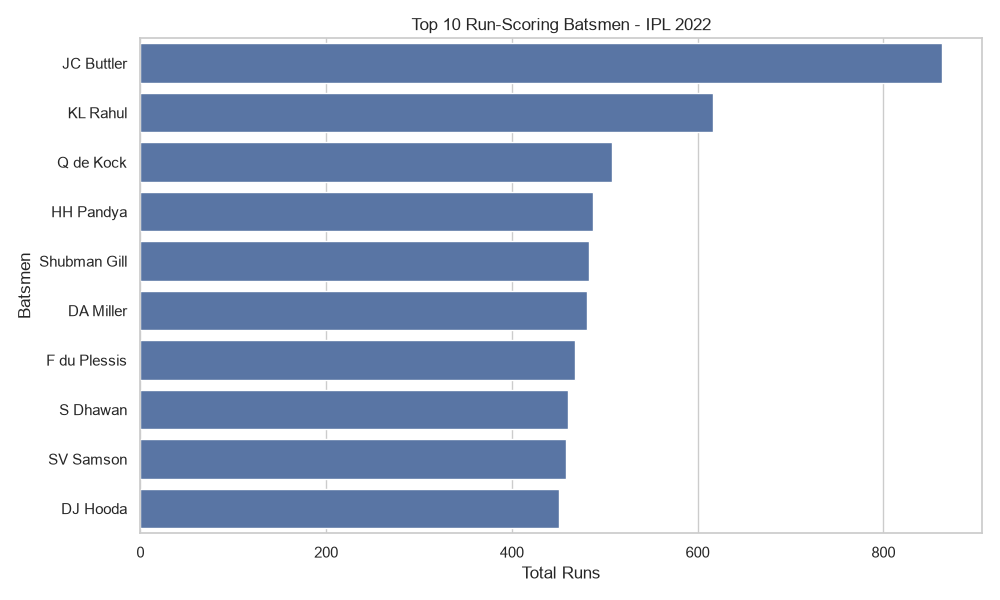 Top 10 Run-Scoring Batsmen - IPL 2022
Batsmen
JC Buttler
KL Rahul
Q de Kock
HH Pandya
Shubman Gill
DA Miller
F du Plessis
S Dhawan
SV Samson
DJ Hooda
0 200 400 600 800
Total Runs